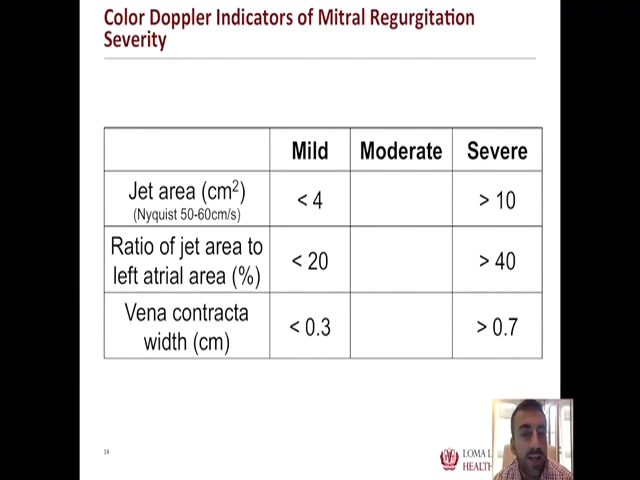 Color Doppler Indicators of Mitral Regurgitation
Severity
Mild Moderate Severe
Jet area (cm²) < 4 > 10
(Nyquist 50-60cm/s)
Ratio of jet area to
left atrial area (%) < 20 > 40
Vena contracta
width (cm) < 0.3 > 0.7
14
LOMA L
HEALTH